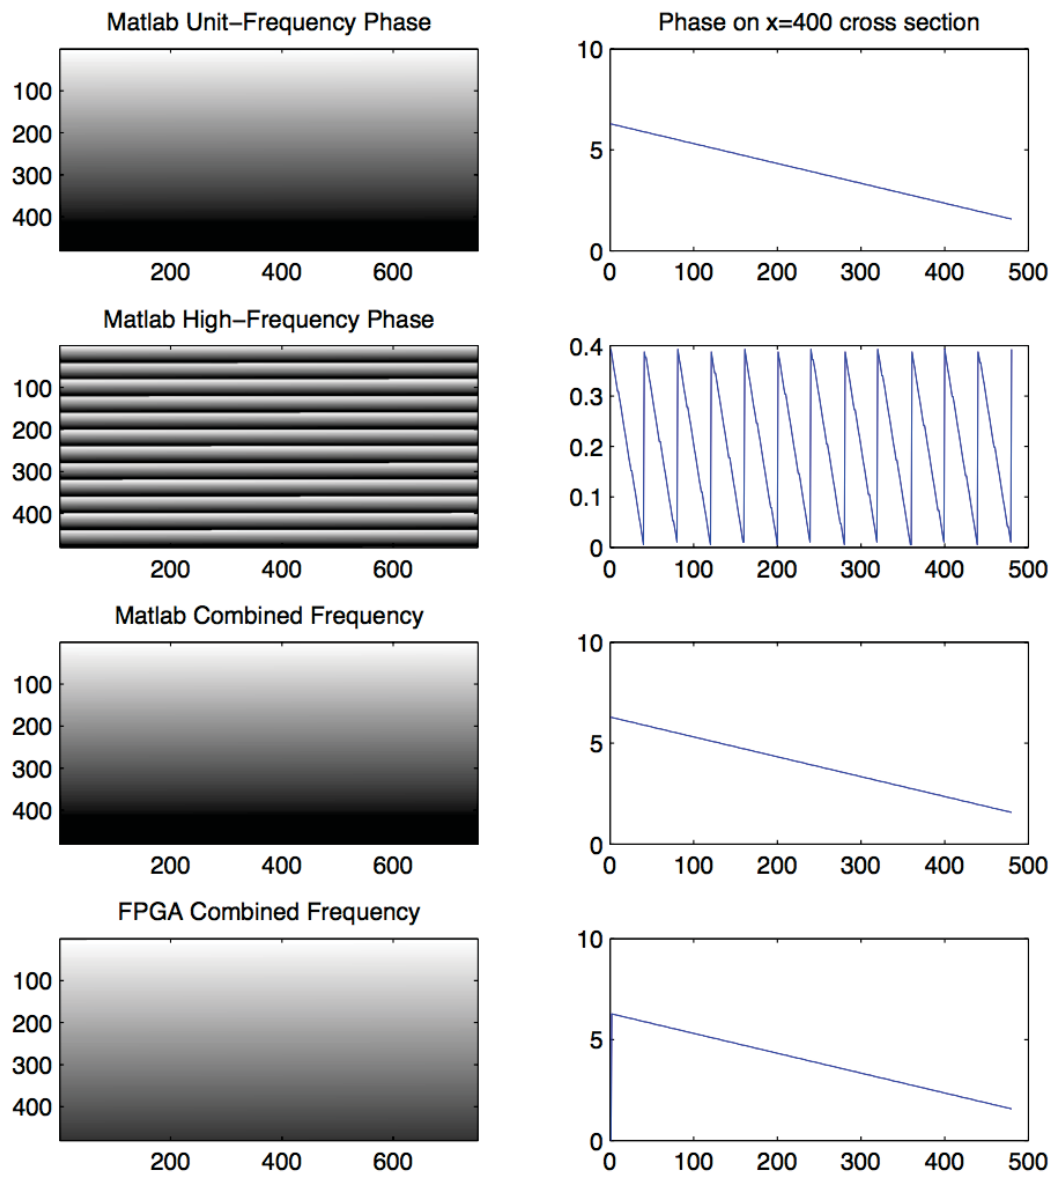 Matlab Unit−Frequency Phase
Phase on x=400 cross section
100
200
300
400
200 400 600
10
5
0
0 100 200 300 400 500
Matlab High−Frequency Phase
100
200
300
400
200 400 600
0.4
0.3
0.2
0.1
0
0 100 200 300 400 500
Matlab Combined Frequency
100
200
300
400
200 400 600
10
5
0
0 100 200 300 400 500
FPGA Combined Frequency
100
200
300
400
200 400 600
10
5
0
0 100 200 300 400 500